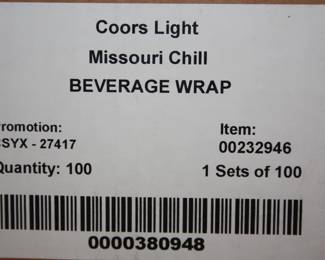 Coors Light
Missouri Chill
BEVERAGE WRAP
romotion:
SYX - 27417
Item:
00232946
Quantity: 100
1 Sets of 100
0000380948